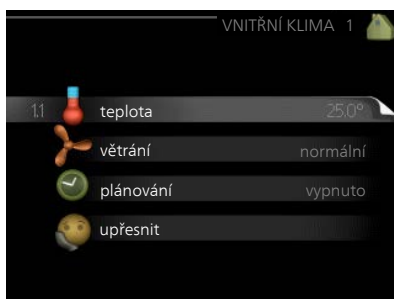 VNITŘNÍ KLIMA 1
1.1 teplota 25.0°
větrání normální
plánování vypnuto
upřesnit